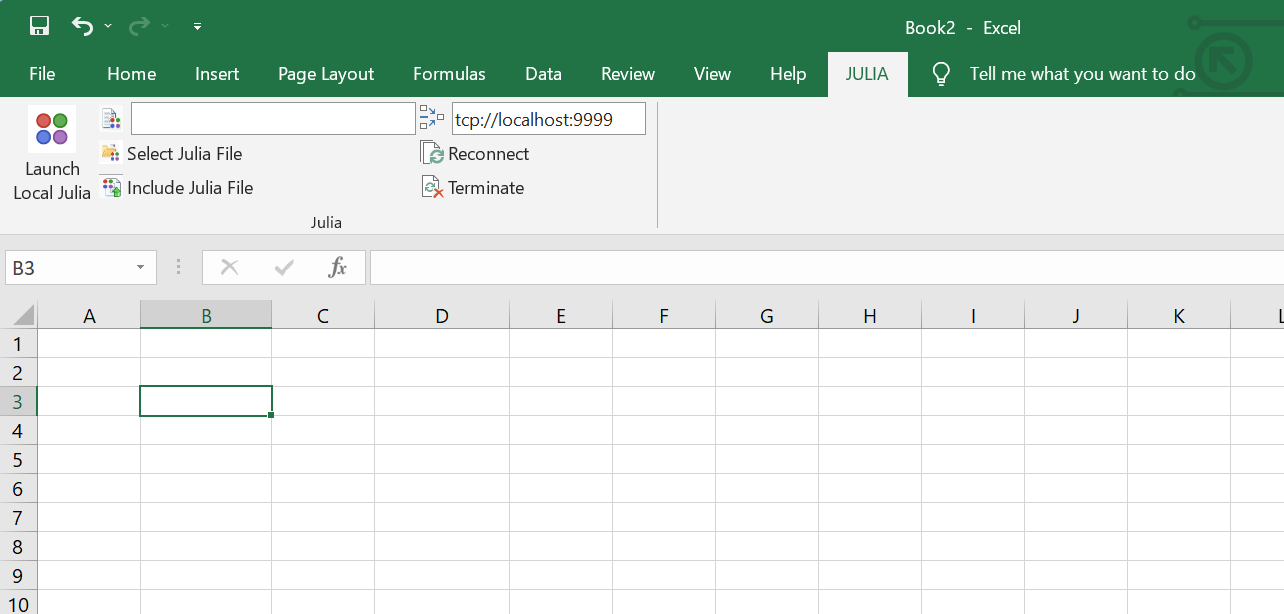 Book2 - Excel
File Home Insert Page Layout Formulas Data Review View Help JULIA Tell me what you want to do
Launch
Local Julia
tcp://localhost:9999
Select Julia File Reconnect
Include Julia File Terminate
Julia
B3 fx
A B C D E F G H I J K L
1
2
3
4
5
6
7
8
9
10